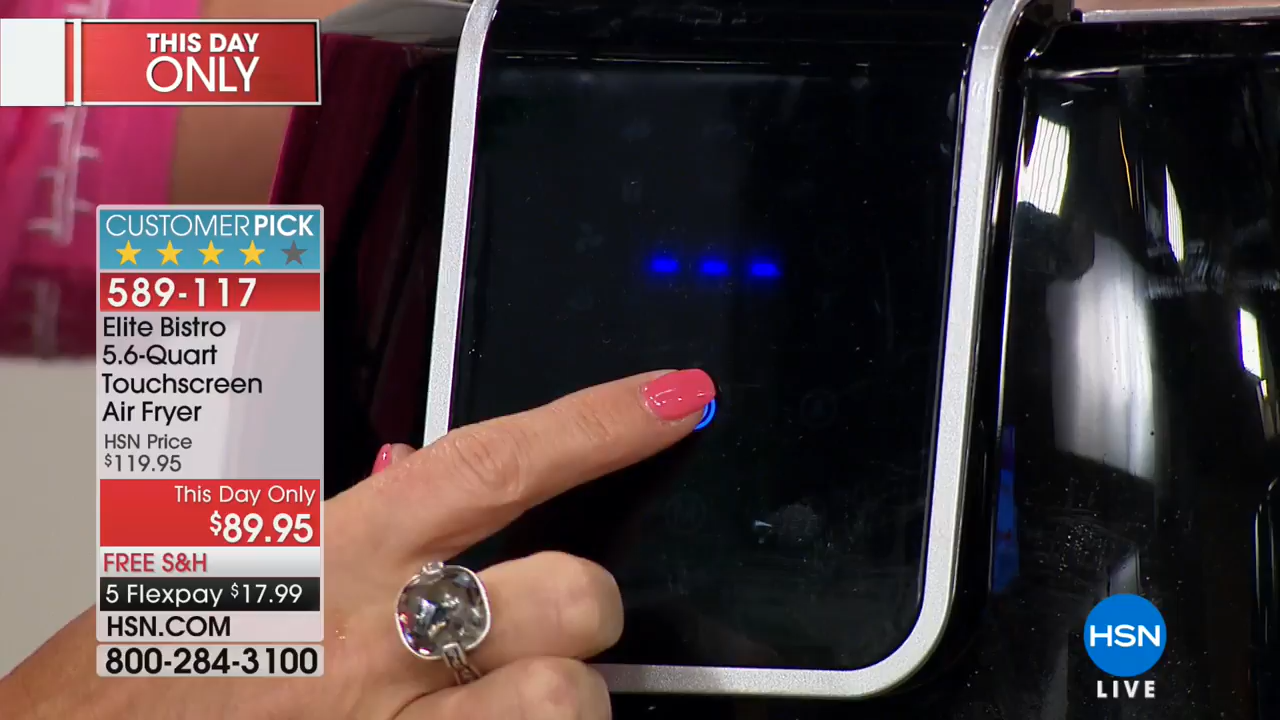 THIS DAY
ONLY
CUSTOMER PICK
589-117
Elite Bistro
5.6-Quart
Touchscreen
Air Fryer
HSN Price
$119.95
This Day Only
$89.95
FREE S&H
5 Flexpay $17.99
HSN.COM
800-284-3100
HSN
LIVE